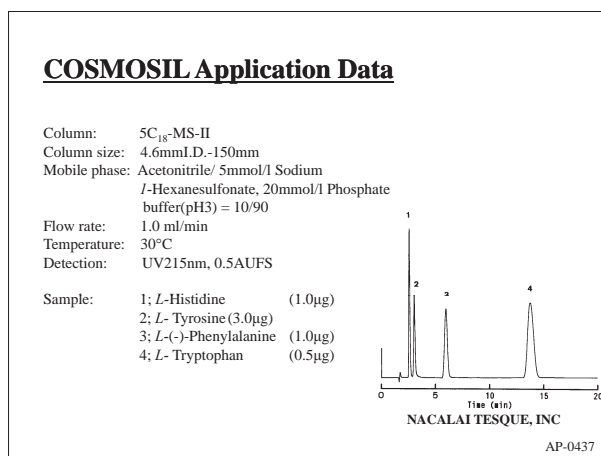 COSMOSIL Application Data
Column: 5C18-MS-II
Column size: 4.6mmI.D.-150mm
Mobile phase: Acetonitrile/ 5mmol/l Sodium
l-Hexanesulfonate, 20mmol/l Phosphate
buffer(pH3) = 10/90
Flow rate: 1.0 ml/min
Temperature: 30°C
Detection: UV215nm, 0.5AUFS
Sample: 1; L-Histidine (1.0µg)
2; L- Tyrosine (3.0µg)
3; L-(-)-Phenylalanine (1.0µg)
4; L- Tryptophan (0.5µg)
1
2
3
4
0 5 10 15 20
Time (min)
NACALAI TESQUE, INC
AP-0437